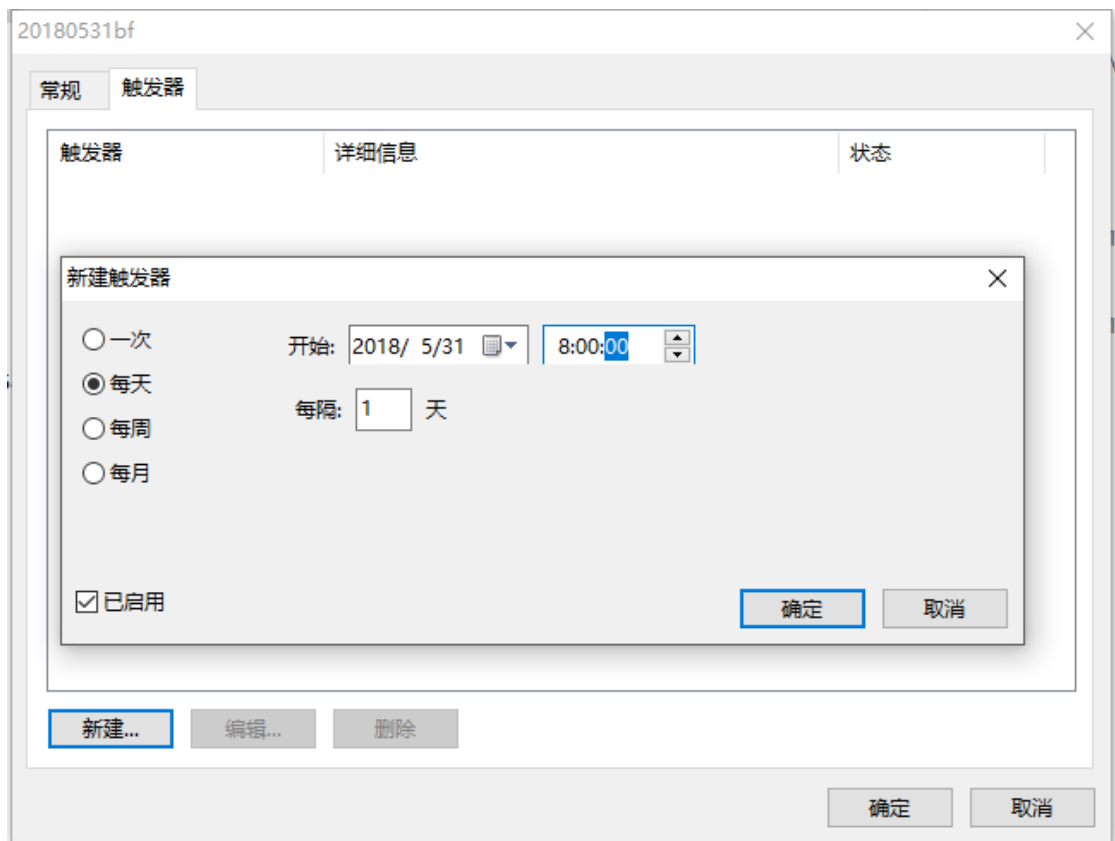 20180531bf
常规 触发器
触发器 详细信息 状态
新建触发器
一次 开始: 2018/ 5/31 8:00:00
每天
每隔: 1 天
每周
每月
已启用 确定 取消
新建... 编辑... 删除
确定 取消